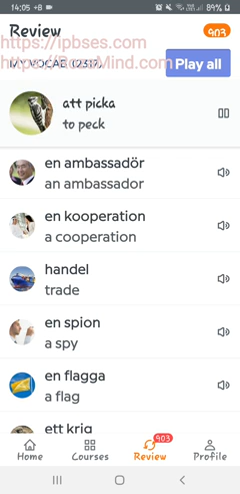 14:05 +B 89%
Review
903
https://ipbses.com
MY VOCAB (2317)
Play all
att picka
to peck
en ambassadör
an ambassador
en kooperation
a cooperation
handel
trade
en spion
a spy
en flagga
a flag
ett krig
903
Home Courses Review Profile